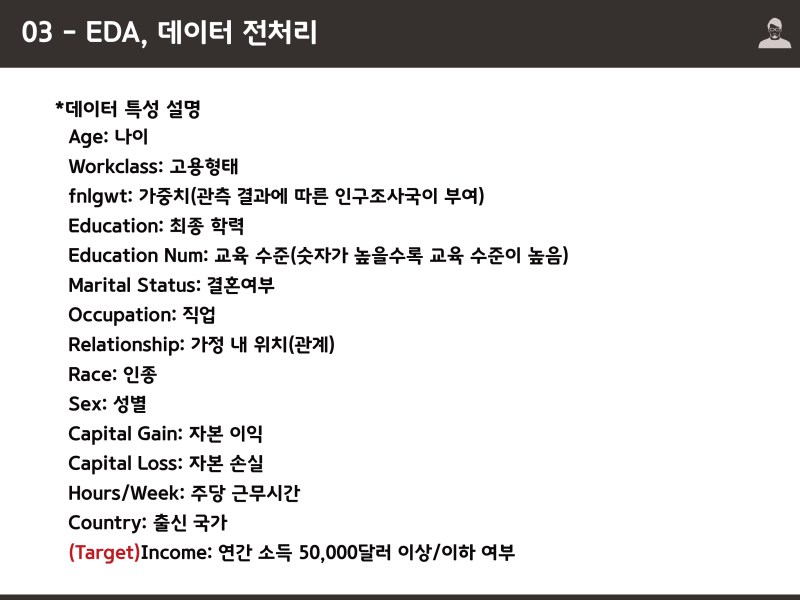 03 - EDA, 데이터 전처리
*데이터 특성 설명
Age: 나이
Workclass: 고용형태
fnlgwt: 가중치(관측 결과에 따른 인구조사국이 부여)
Education: 최종 학력
Education Num: 교육 수준(숫자가 높을수록 교육 수준이 높음)
Marital Status: 결혼여부
Occupation: 직업
Relationship: 가정 내 위치(관계)
Race: 인종
Sex: 성별
Capital Gain: 자본 이익
Capital Loss: 자본 손실
Hours/Week: 주당 근무시간
Country: 출신 국가
(Target)Income: 연간 소득 50,000달러 이상/이하 여부